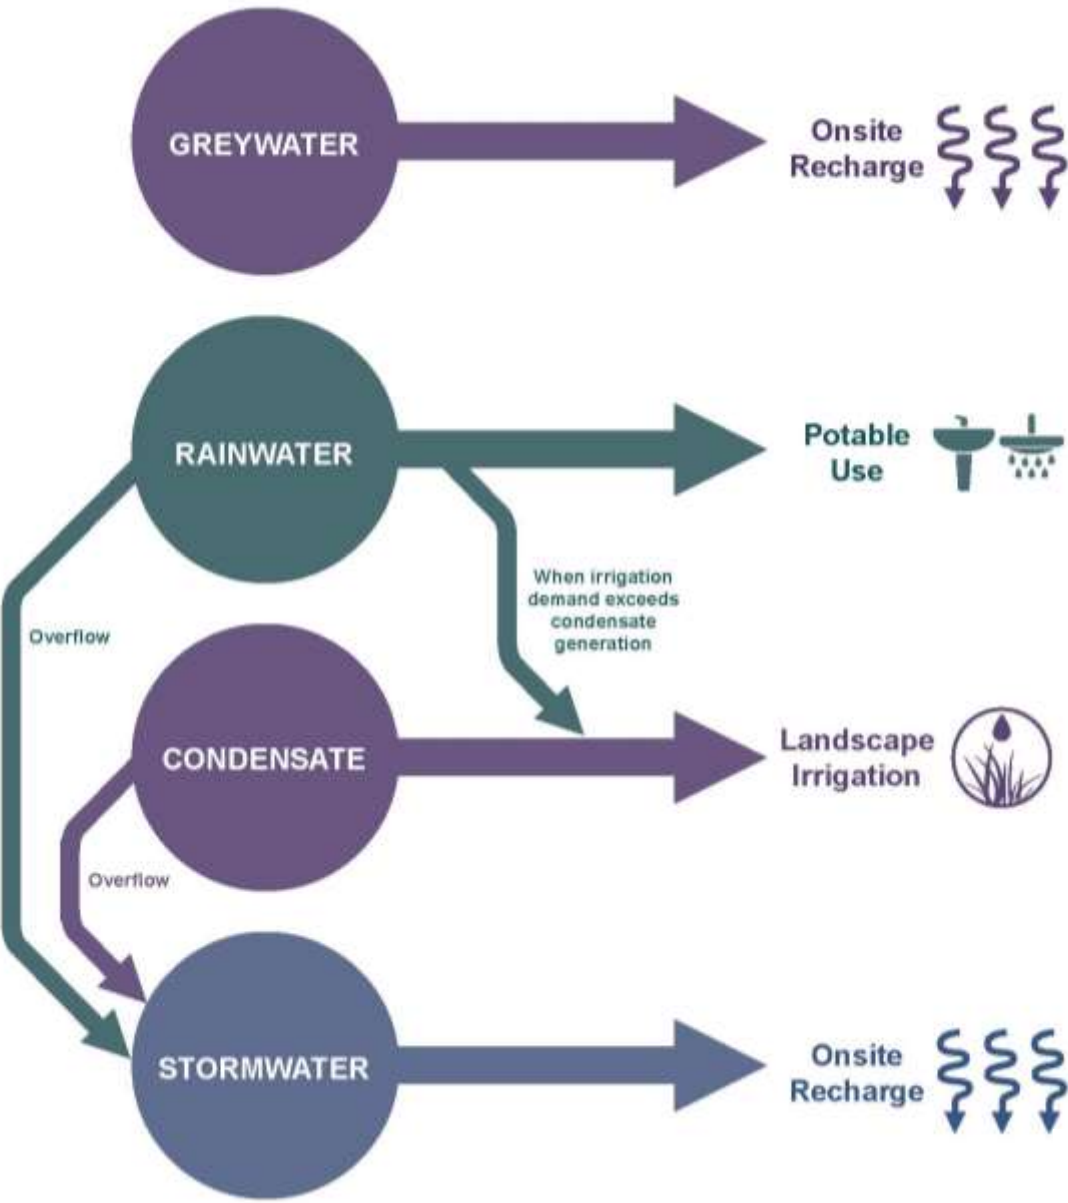 GREYWATER
Onsite
Recharge
RAINWATER
Potable
Use
When irrigation
demand exceeds
condensate
generation
Overflow
CONDENSATE
Landscape
Irrigation
Overflow
STORMWATER
Onsite
Recharge